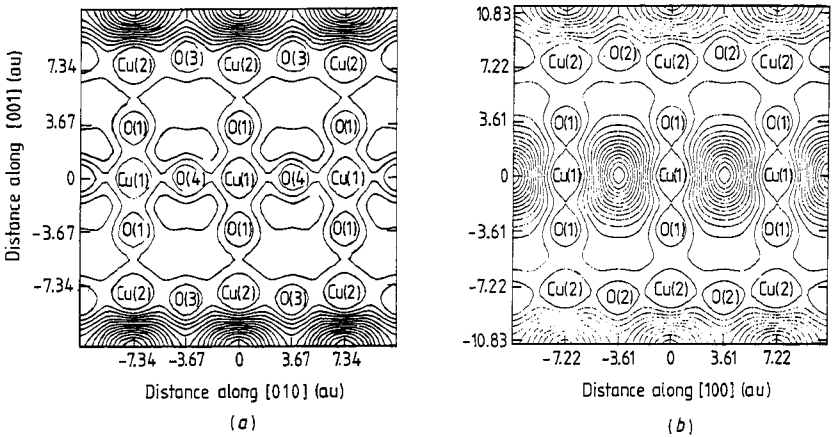 Distance along [001] (au)
7.34
3.67
0
-3.67
-7.34
Cu(2) O(3) Cu(2) O(3) Cu(2)
O(1) O(1) O(1)
Cu(1) O(4) Cu(1) O(4) Cu(1)
O(1) O(1) O(1)
Cu(2) O(3) Cu(2) O(3) Cu(2)
-7.34 -3.67 0 3.67 7.34
Distance along [010] (au)
(a)
10.83
7.22
3.61
0
-3.61
-7.22
-10.83
Cu(2) O(2) Cu(2) O(2) Cu(2)
O(1) O(1) O(1)
Cu(1) Cu(1) Cu(1)
O(1) O(1) O(1)
Cu(2) O(2) Cu(2) O(2) Cu(2)
-7.22 -3.61 0 3.61 7.22
Distance along [100] (au)
(b)